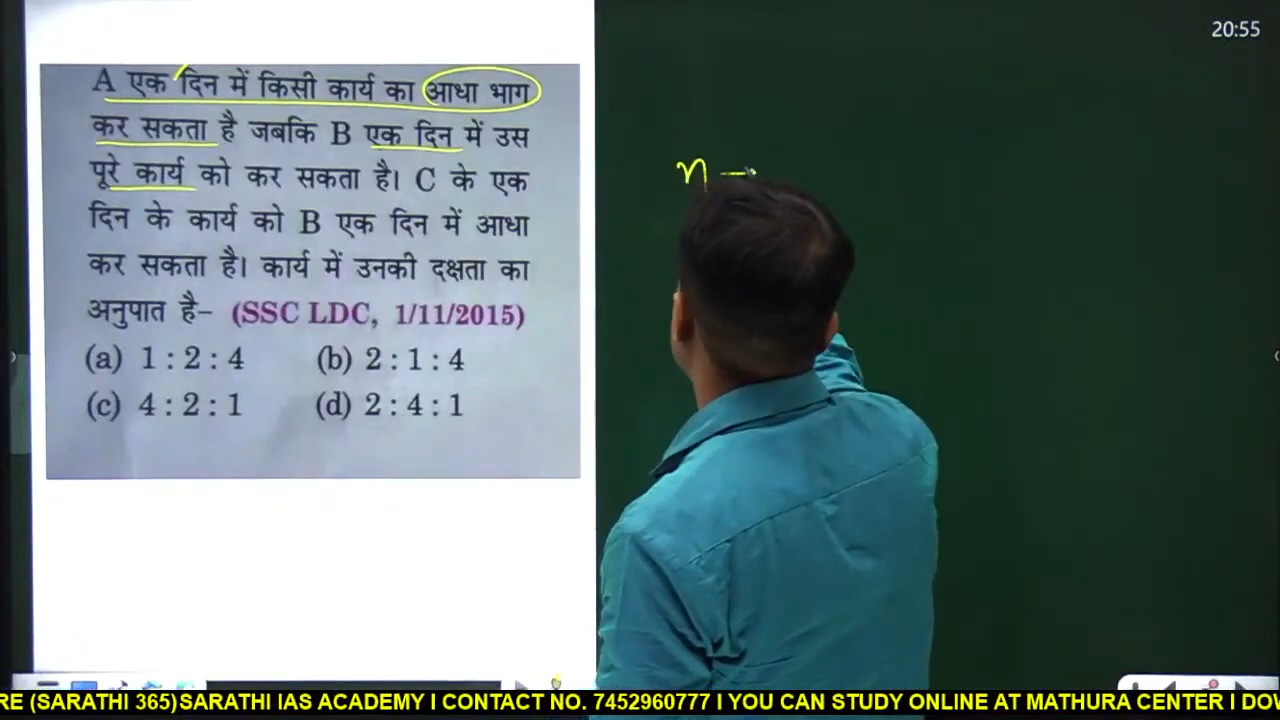 20:55
A एक दिन में किसी कार्य का आधा भाग
कर सकता है जबकि B एक दिन में उस
पूरे कार्य को कर सकता है। C के एक
दिन के कार्य को B एक दिन में आधा
कर सकता है। कार्य में उनकी दक्षता का
अनुपात है– (SSC LDC, 1/11/2015)
(a) 1 : 2 : 4 (b) 2 : 1 : 4
(c) 4 : 2 : 1 (d) 2 : 4 : 1
η –
RE (SARATHI 365) SARATHI IAS ACADEMY I CONTACT NO. 7452960777 I YOU CAN STUDY ONLINE AT MATHURA CENTER I DO